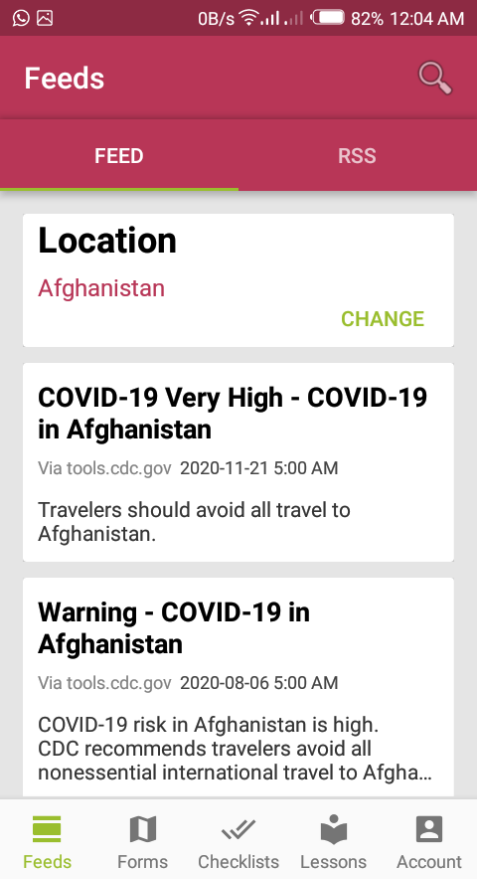 0B/s 82% 12:04 AM
Feeds
FEED RSS
Location
Afghanistan
CHANGE
COVID-19 Very High - COVID-19
in Afghanistan
Via tools.cdc.gov 2020-11-21 5:00 AM
Travelers should avoid all travel to
Afghanistan.
Warning - COVID-19 in
Afghanistan
Via tools.cdc.gov 2020-08-06 5:00 AM
COVID-19 risk in Afghanistan is high.
CDC recommends travelers avoid all
nonessential international travel to Afgha...
Feeds Forms Checklists Lessons Account